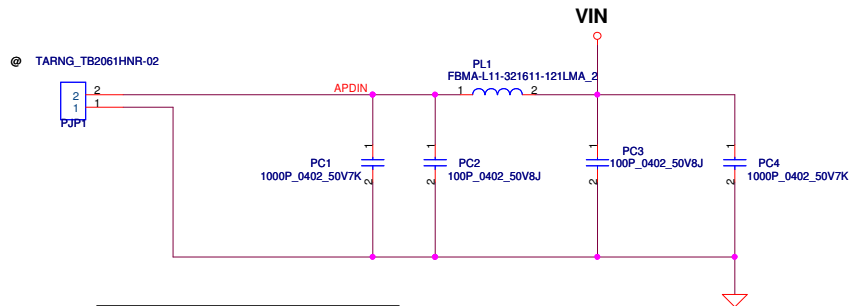 VIN
@ TARNG_TB2061HNR-02
PL1
FBMA-L11-321611-121LMA_2
2 2
1 1
PJP1
APDIN
1 2
1 1 1 1
PC1 PC2 PC3 PC4
1000P_0402_50V7K 100P_0402_50V8J 100P_0402_50V8J 1000P_0402_50V7K
2 2 2 2